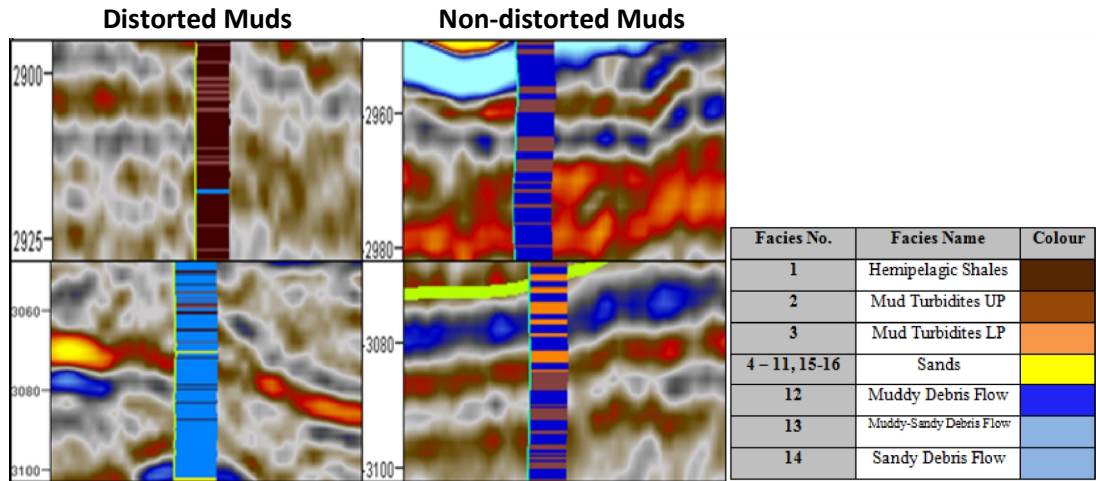 Distorted Muds Non-distorted Muds
2900
2925
2960
2980
3060
3080
3100
3080
3100
Facies No. Facies Name Colour
1 Hemipelagic Shales
2 Mud Turbidites UP
3 Mud Turbidites LP
4 – 11, 15-16 Sands
12 Muddy Debris Flow
13 Muddy-Sandy Debris Flow
14 Sandy Debris Flow